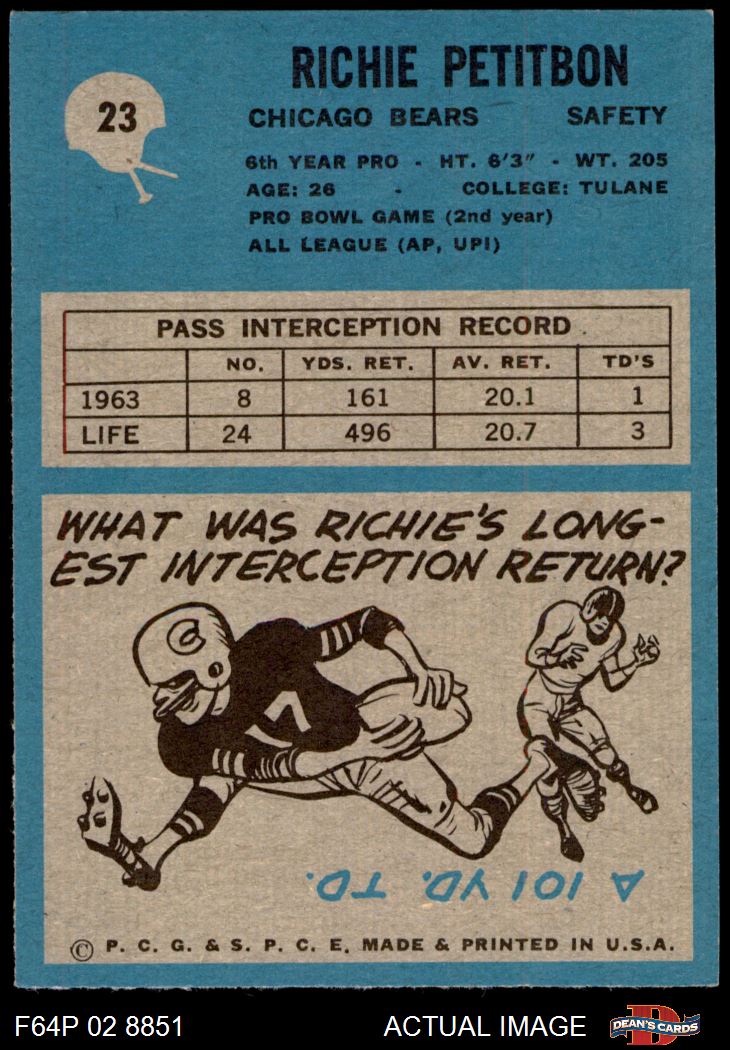 23
RICHIE PETITBON
CHICAGO BEARS SAFETY
6th YEAR PRO - HT. 6'3" - WT. 205
AGE: 26 - COLLEGE: TULANE
PRO BOWL GAME (2nd year)
ALL LEAGUE (AP, UPI)
PASS INTERCEPTION RECORD
NO. YDS. RET. AV. RET. TD'S
1963 8 161 20.1 1
LIFE 24 496 20.7 3
WHAT WAS RICHIE'S LONG-
EST INTERCEPTION RETURN?
C
17
A 101 YD. TD.
© P. C. G. & S. P. C. E. MADE & PRINTED IN U.S.A.
F64P 02 8851 ACTUAL IMAGE DEAN'S CARDS